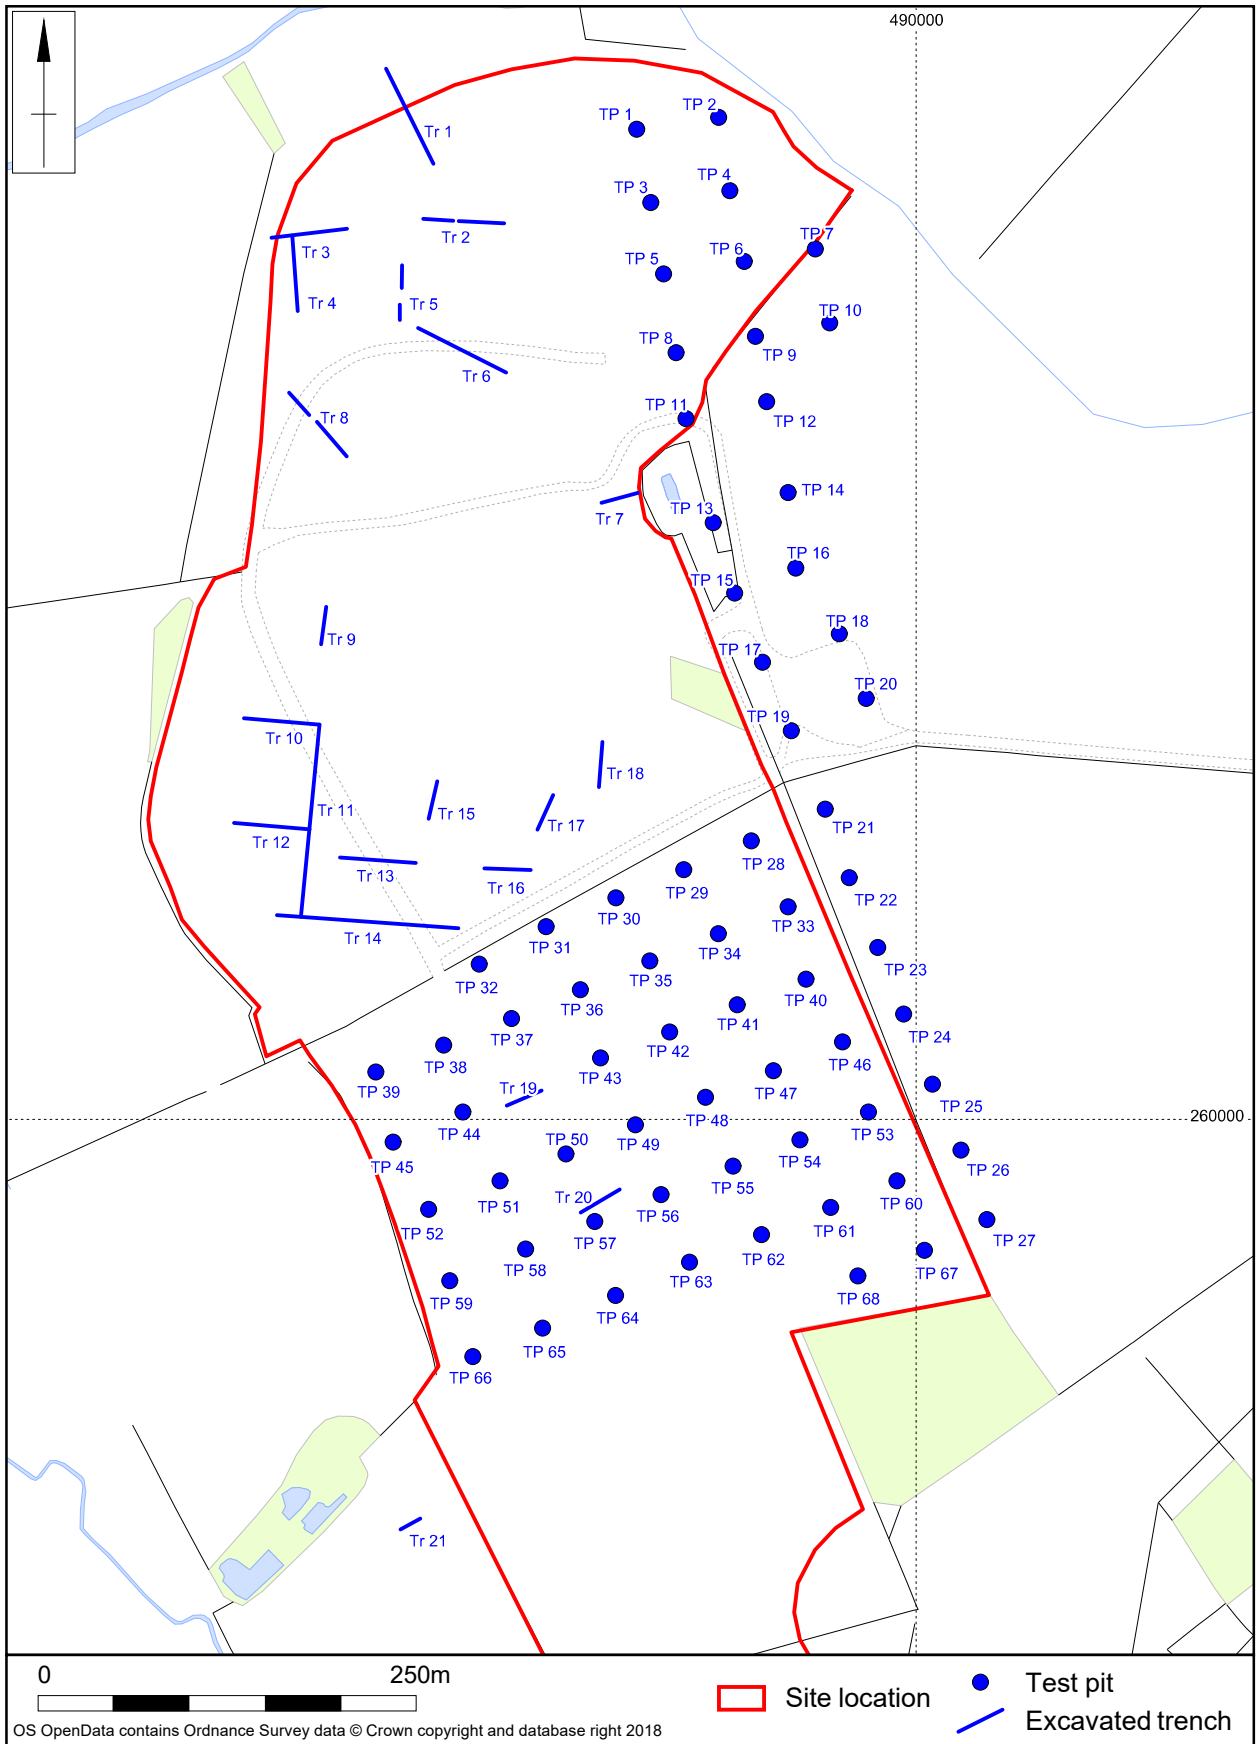 490000
TP 1
TP 2
Tr 1
TP 3
TP 4
Tr 2
Tr 3
TP 7
TP 5
TP 6
Tr 4
Tr 5
TP 10
TP 8
TP 9
Tr 6
Tr 8
TP 11
TP 12
TP 14
Tr 7
TP 13
TP 16
TP 15
Tr 9
TP 18
TP 17
TP 20
TP 19
Tr 10
Tr 18
Tr 11
Tr 15
Tr 17
TP 21
Tr 12
TP 28
Tr 13
Tr 16
TP 29
TP 22
TP 30
TP 33
Tr 14
TP 31
TP 34
TP 23
TP 32
TP 35
TP 40
TP 36
TP 41
TP 24
TP 37
TP 42
TP 46
TP 38
TP 43
TP 39
Tr 19
TP 47
TP 25
260000
TP 48
TP 44
TP 53
TP 50
TP 49
TP 45
TP 54
TP 26
TP 55
TP 51
Tr 20
TP 60
TP 52
TP 56
TP 61
TP 57
TP 27
TP 62
TP 58
TP 67
TP 63
TP 59
TP 68
TP 64
TP 65
TP 66
Tr 21
0 250m
Site location
Test pit
Excavated trench
OS OpenData contains Ordnance Survey data © Crown copyright and database right 2018